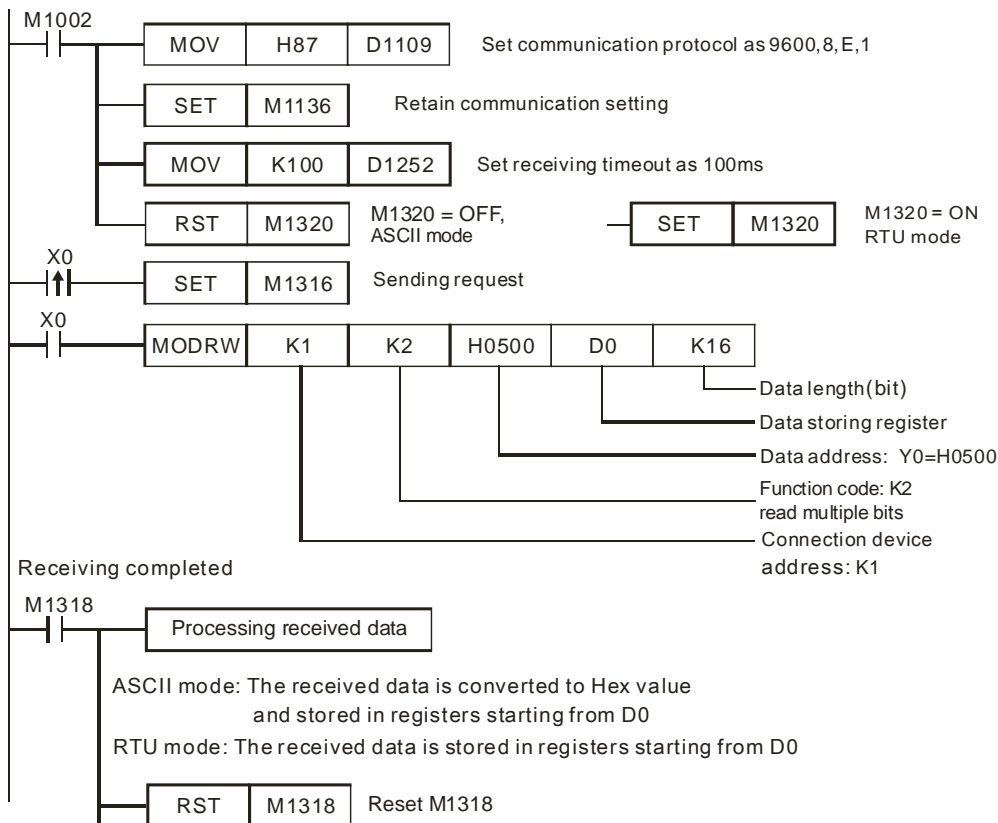 M1002
MOV H87 D1109 Set communication protocol as 9600,8,E,1
SET M1136 Retain communication setting
MOV K100 D1252 Set receiving timeout as 100ms
RST M1320 M1320 = OFF,
ASCII mode
SET M1320 M1320 = ON
RTU mode
X0
SET M1316 Sending request
X0
MODRW K1 K2 H0500 D0 K16
Data length(bit)
Data storing register
Data address: Y0=H0500
Function code: K2
read multiple bits
Connection device
address: K1
Receiving completed
M1318
Processing received data
ASCII mode: The received data is converted to Hex value
and stored in registers starting from D0
RTU mode: The received data is stored in registers starting from D0
RST M1318 Reset M1318